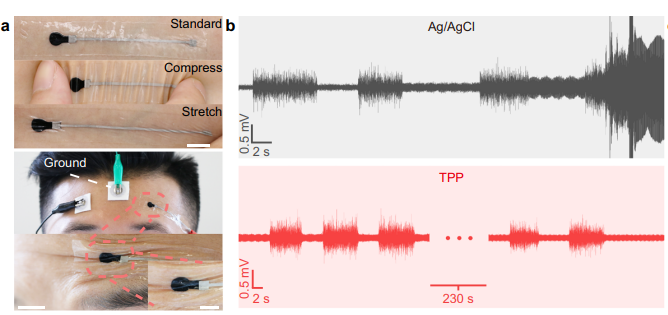 a
Standard
Compress
Stretch
Ground
b
Ag/AgCl
0.5 mV
2 s
TPP
0.5 mV
2 s
230 s